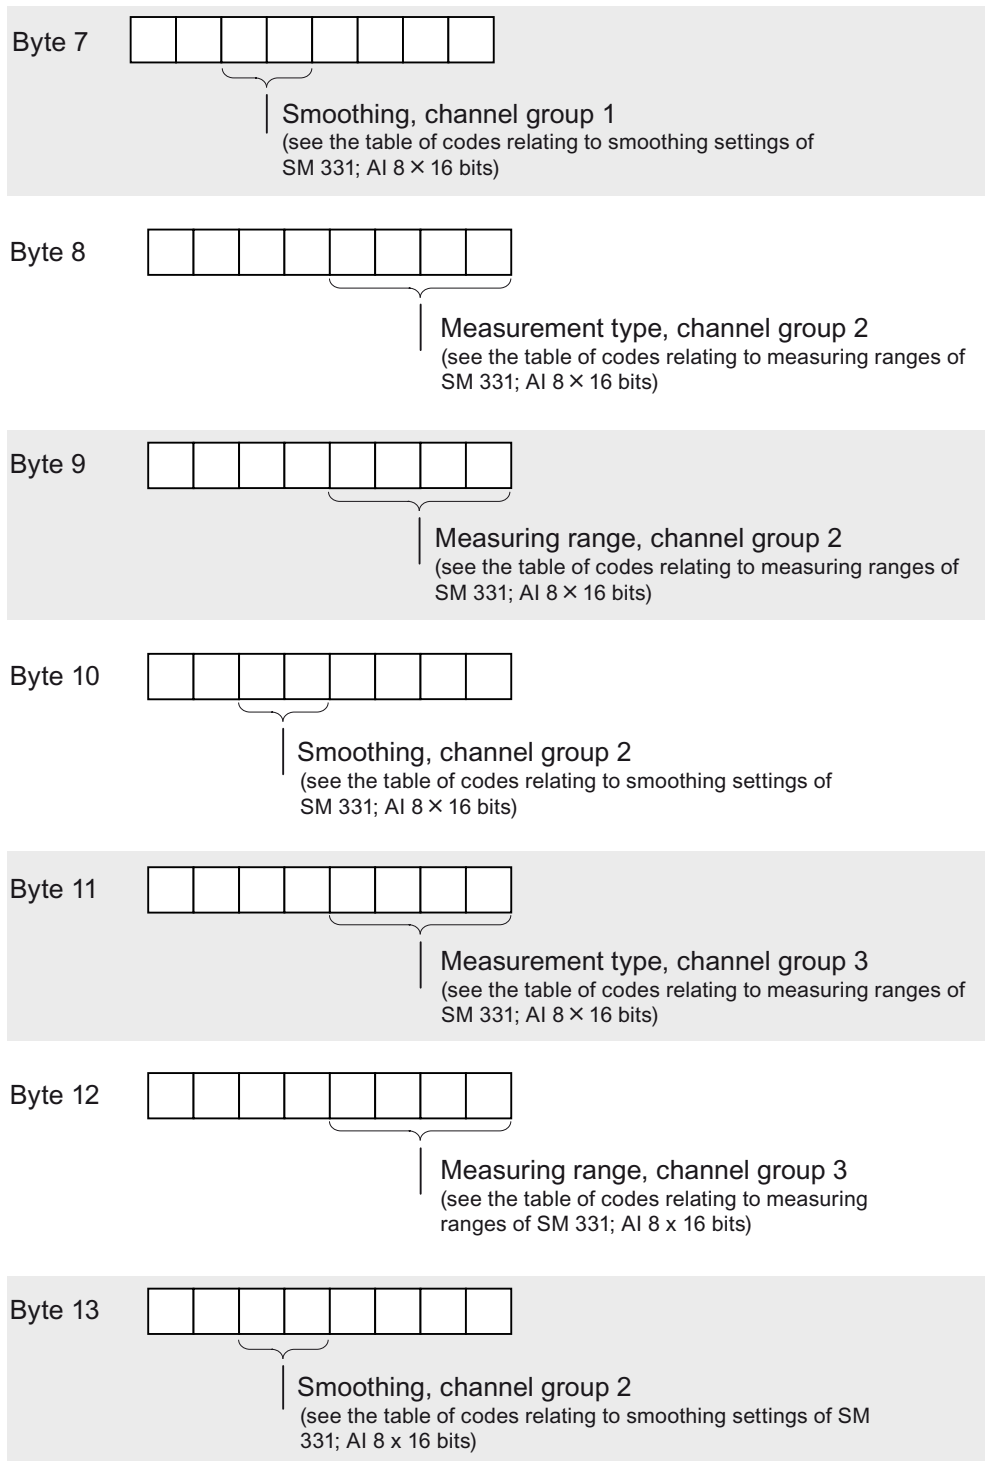 Byte 7
Smoothing, channel group 1
(see the table of codes relating to smoothing settings of
SM 331; AI 8 × 16 bits)
Byte 8
Measurement type, channel group 2
(see the table of codes relating to measuring ranges of
SM 331; AI 8 × 16 bits)
Byte 9
Measuring range, channel group 2
(see the table of codes relating to measuring ranges of
SM 331; AI 8 × 16 bits)
Byte 10
Smoothing, channel group 2
(see the table of codes relating to smoothing settings of
SM 331; AI 8 × 16 bits)
Byte 11
Measurement type, channel group 3
(see the table of codes relating to measuring ranges of
SM 331; AI 8 × 16 bits)
Byte 12
Measuring range, channel group 3
(see the table of codes relating to measuring
ranges of SM 331; AI 8 x 16 bits)
Byte 13
Smoothing, channel group 2
(see the table of codes relating to smoothing settings of SM
331; AI 8 x 16 bits)